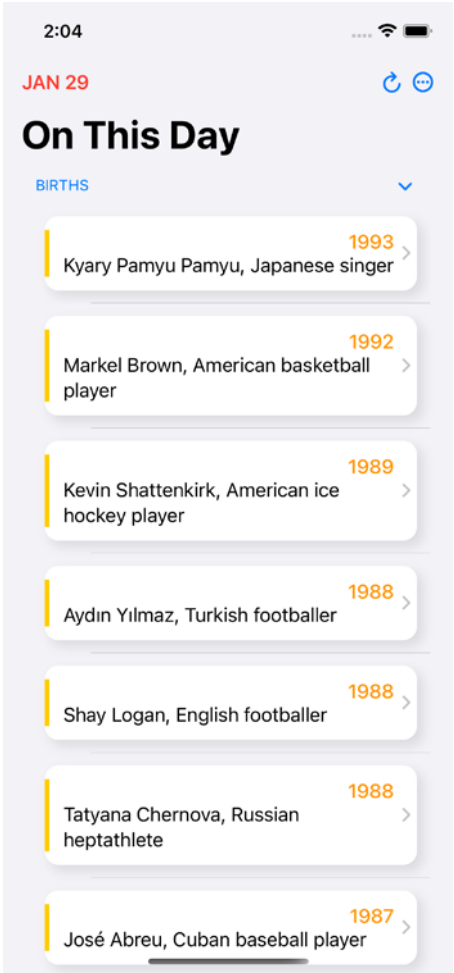 2:04
JAN 29
On This Day
BIRTHS
1993
Kyary Pamyu Pamyu, Japanese singer
1992
Markel Brown, American basketball
player
1989
Kevin Shattenkirk, American ice
hockey player
1988
Aydın Yılmaz, Turkish footballer
1988
Shay Logan, English footballer
1988
Tatyana Chernova, Russian
heptathlete
1987
José Abreu, Cuban baseball player